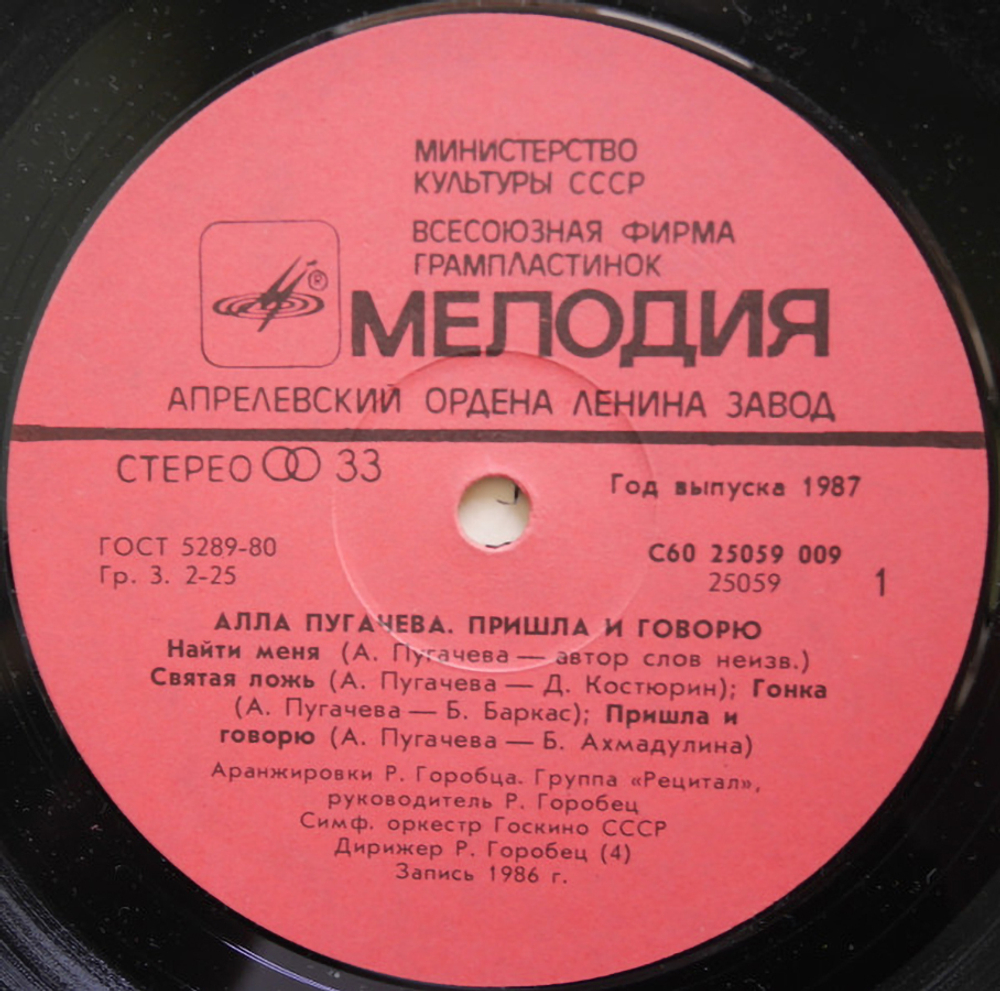 МИНИСТЕРСТВО
КУЛЬТУРЫ СССР
ВСЕСОЮЗНАЯ ФИРМА
ГРАМПЛАСТИНОК
®
МЕЛОДИЯ
АПРЕЛЕВСКИЙ ОРДЕНА ЛЕНИНА ЗАВОД
СТЕРЕО 33
Год выпуска 1987
ГОСТ 5289-80
Гр. 3. 2-25
С60 25059 009
25059
1
АЛЛА ПУГАЧЕВА. ПРИШЛА И ГОВОРЮ
Найти меня (А. Пугачева — автор слов неизв.)
Святая ложь (А. Пугачева — Д. Костюрин); Гонка
(А. Пугачева — Б. Баркас); Пришла и
говорю (А. Пугачева — Б. Ахмадулина)
Аранжировки Р. Горобца. Группа «Рецитал»,
руководитель Р. Горобец
Симф. оркестр Госкино СССР
Дирижер Р. Горобец (4)
Запись 1986 г.